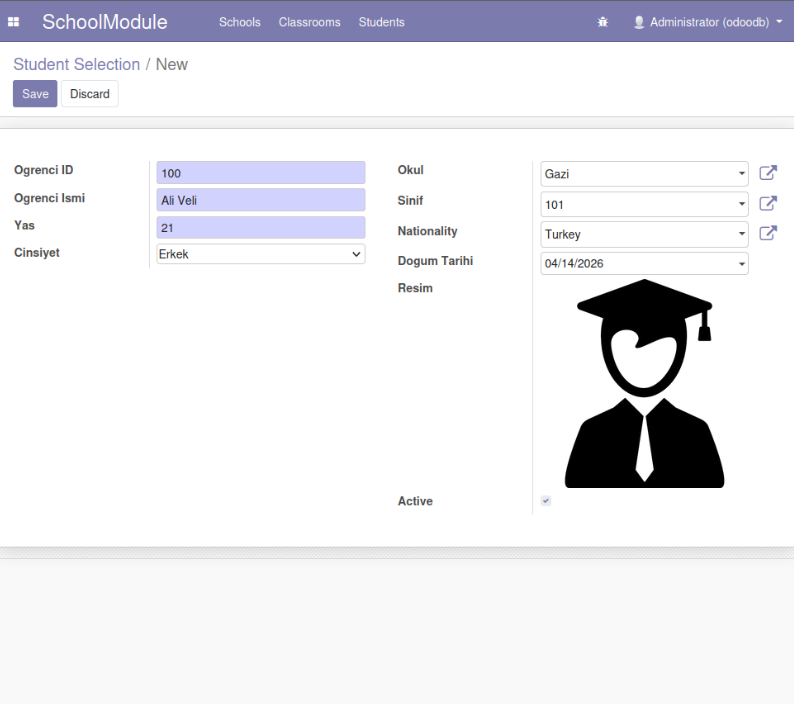 SchoolModule Schools Classrooms Students Administrator (odoodb)
Student Selection / New
Save Discard
Ogrenci ID 100
Ogrenci Ismi Ali Veli
Yas 21
Cinsiyet Erkek
Okul Gazi
Sinif 101
Nationality Turkey
Dogum Tarihi 04/14/2026
Resim
Active